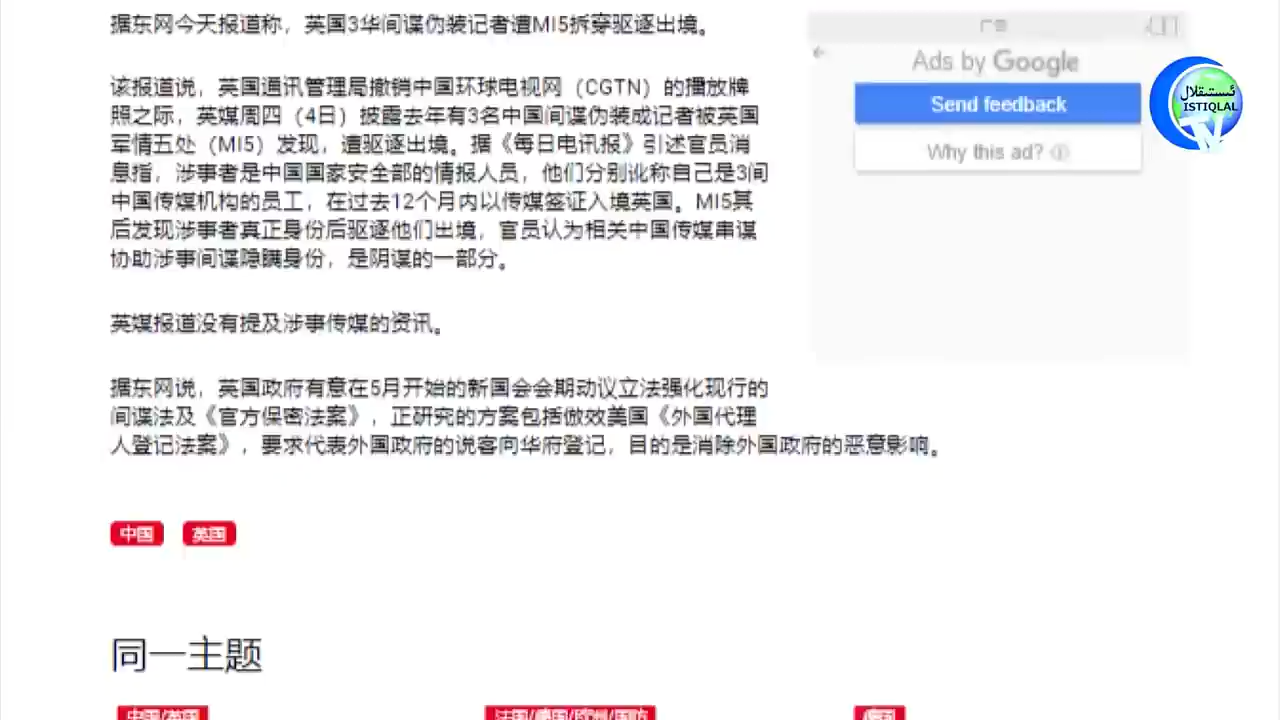 据东网今天报道称，英国3华间谍伪装记者遭MI5拆穿驱逐出境。
该报道说，英国通讯管理局撤销中国环球电视网（CGTN）的播放牌
照之际，英媒周四（4日）披露去年有3名中国间谍伪装成记者被英国
军情五处（MI5）发现，遭驱逐出境。据《每日电讯报》引述官员消
息指，涉事者是中国国家安全部的情报人员，他们分别讹称自己是3间
中国传媒机构的员工，在过去12个月内以传媒签证入境英国。MI5其
后发现涉事者真正身份后驱逐他们出境，官员认为相关中国传媒串谋
协助涉事间谍隐瞒身份，是阴谋的一部分。
英媒报道没有提及涉事传媒的资讯。
据东网说，英国政府有意在5月开始的新国会会期动议立法强化现行的
间谍法及《官方保密法案》，正研究的方案包括倣效美国《外国代理
人登记法案》，要求代表外国政府的说客向华府登记，目的是消除外国政府的恶意影响。
中国 英国
同一主题
中国/英国
法国/德国/欧洲/国防
广告
Ads by Google
Send feedback
Why this ad?
ئىستىقلال
ISTIQLAL
TV